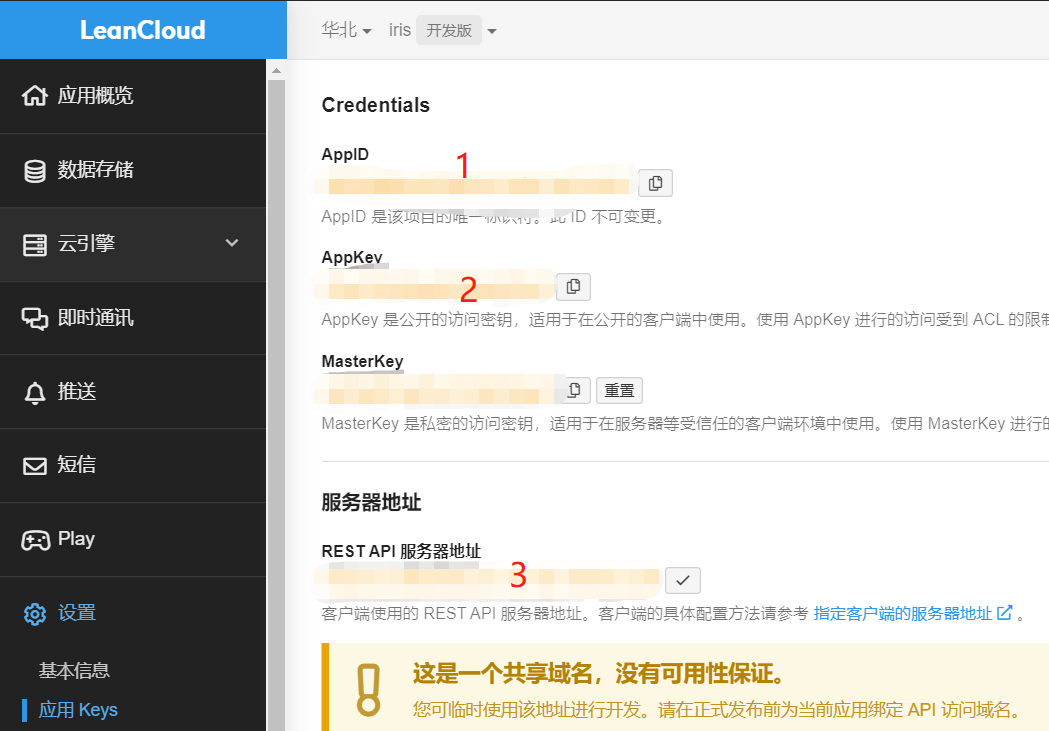 LeanCloud
华北 iris 开发版
应用概览
数据存储
云引擎
即时通讯
推送
短信
Play
设置
基本信息
应用 Keys
Credentials
AppID
1
AppID 是该项目的唯一标识符。此 ID 不可变更。
AppKey
2
AppKey 是公开的访问密钥，适用于在公开的客户端中使用。使用 AppKey 进行的访问受到 ACL 的限制
MasterKey
重置
MasterKey 是私密的访问密钥，适用于在服务器等受信任的客户端环境中使用。使用 MasterKey 进行的
服务器地址
REST API 服务器地址
3
客户端使用的 REST API 服务器地址。客户端的具体配置方法请参考 指定客户端的服务器地址 。
这是一个共享域名，没有可用性保证。
您可临时使用该地址进行开发。请在正式发布前为当前应用绑定 API 访问域名。